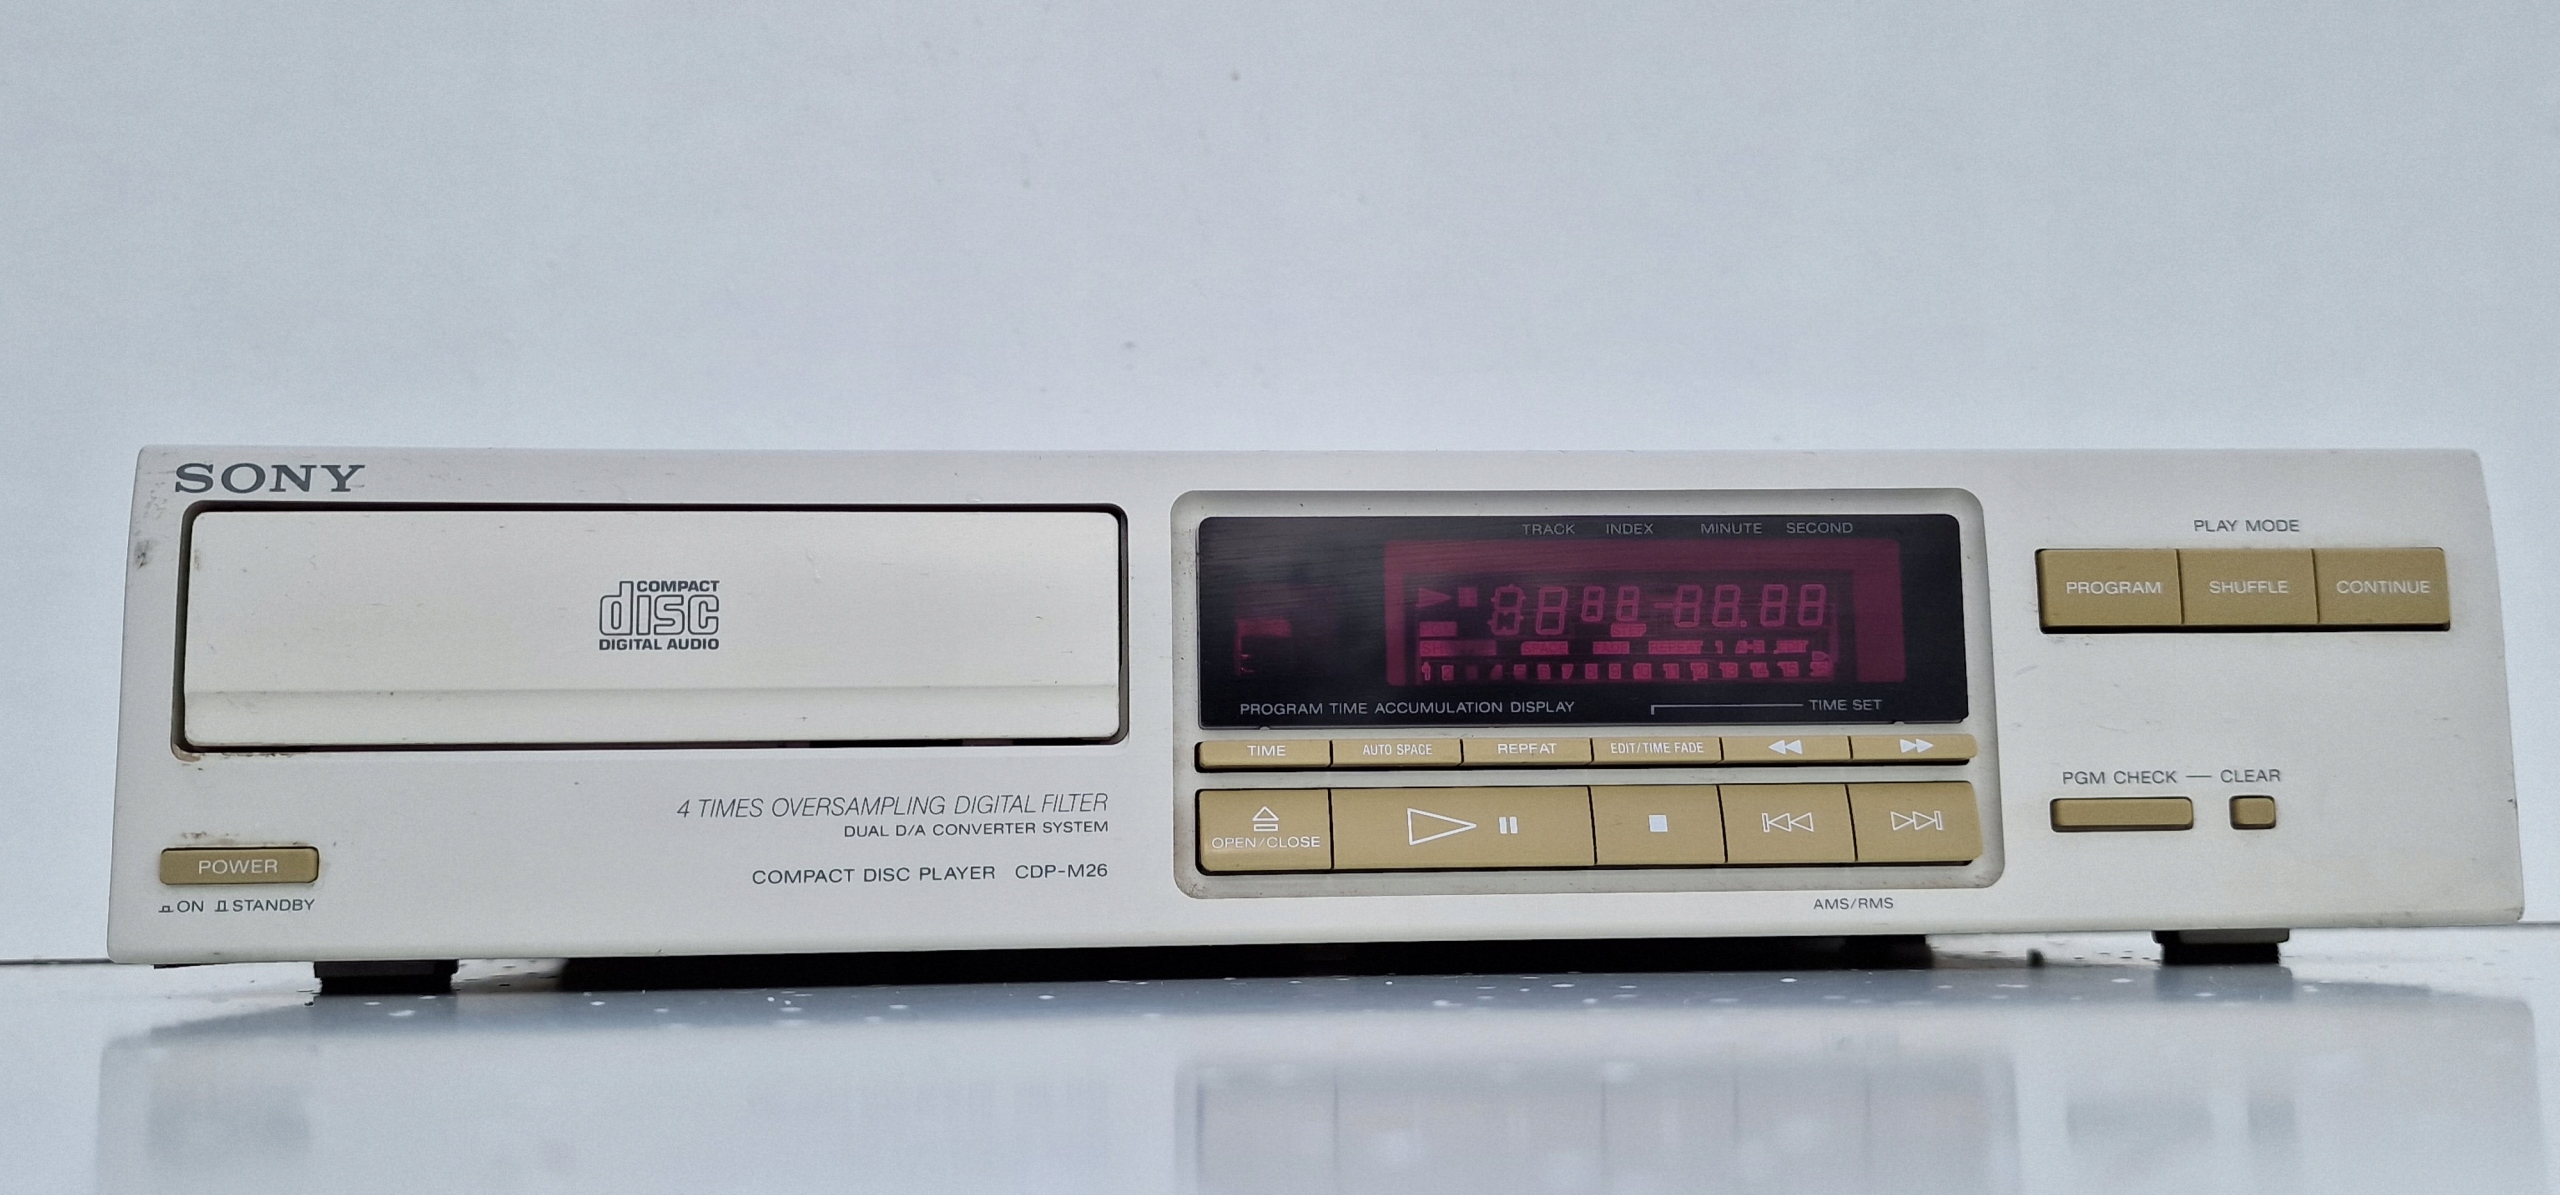 SONY
COMPACT
disc
DIGITAL AUDIO
4 TIMES OVERSAMPLING DIGITAL FILTER
DUAL D/A CONVERTER SYSTEM
COMPACT DISC PLAYER CDP-M26
POWER
ON STANDBY
TRACK INDEX MINUTE SECOND
PROGRAM TIME ACCUMULATION DISPLAY TIME SET
TIME AUTO SPACE REPEAT EDIT/TIME FADE
OPEN/CLOSE
AMS/RMS
PLAY MODE
PROGRAM SHUFFLE CONTINUE
PGM CHECK — CLEAR